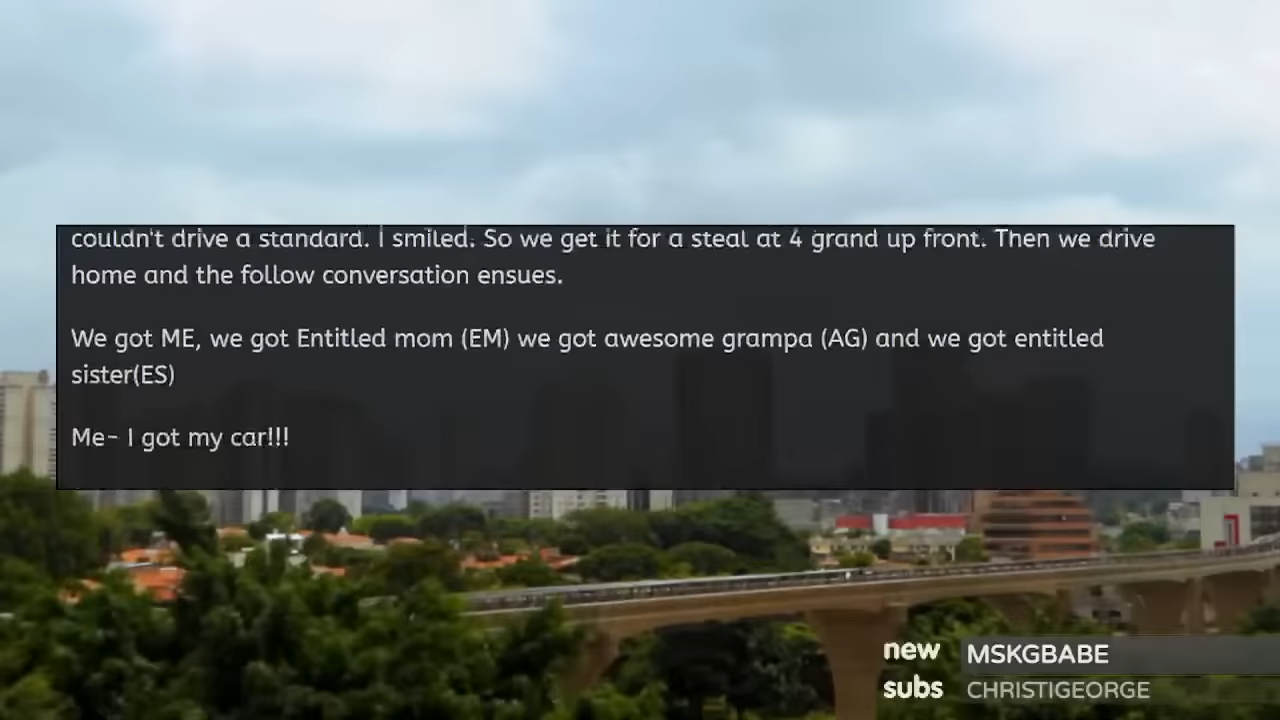 couldn't drive a standard. I smiled. So we get it for a steal at 4 grand up front. Then we drive
home and the follow conversation ensues.
We got ME, we got Entitled mom (EM) we got awesome grampa (AG) and we got entitled
sister(ES)
Me- I got my car!!!
new MSKGBABE
subs CHRISTIGEORGE